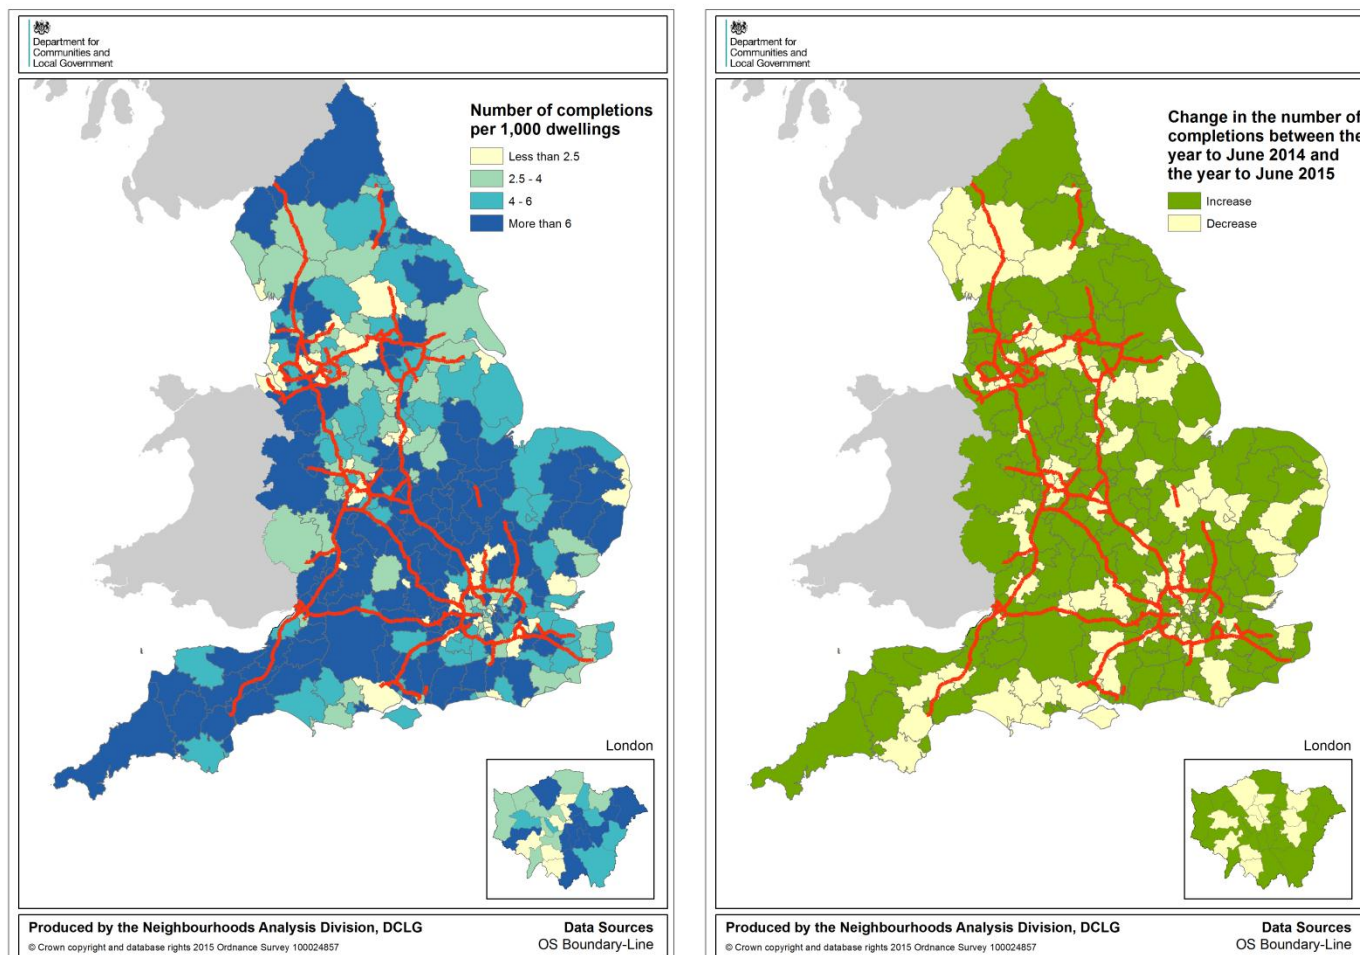 Department for
Communities and
Local Government
Number of completions
per 1,000 dwellings
Less than 2.5
2.5 - 4
4 - 6
More than 6
London
Produced by the Neighbourhoods Analysis Division, DCLG
© Crown copyright and database rights 2015 Ordnance Survey 100024857
Data Sources
OS Boundary-Line
Department for
Communities and
Local Government
Change in the number of
completions between the
year to June 2014 and
the year to June 2015
Increase
Decrease
London
Produced by the Neighbourhoods Analysis Division, DCLG
© Crown copyright and database rights 2015 Ordnance Survey 100024857
Data Sources
OS Boundary-Line